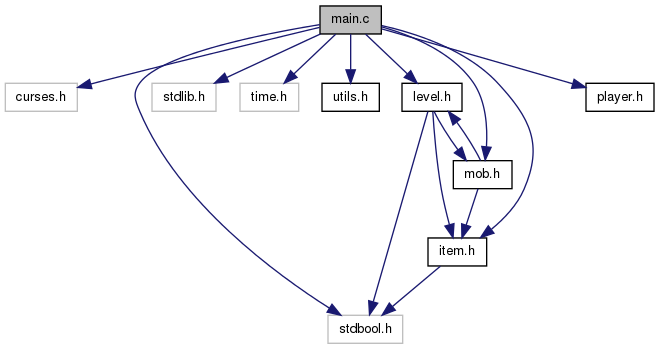 main.c
curses.h
stdlib.h
time.h
utils.h
level.h
player.h
mob.h
item.h
stdbool.h